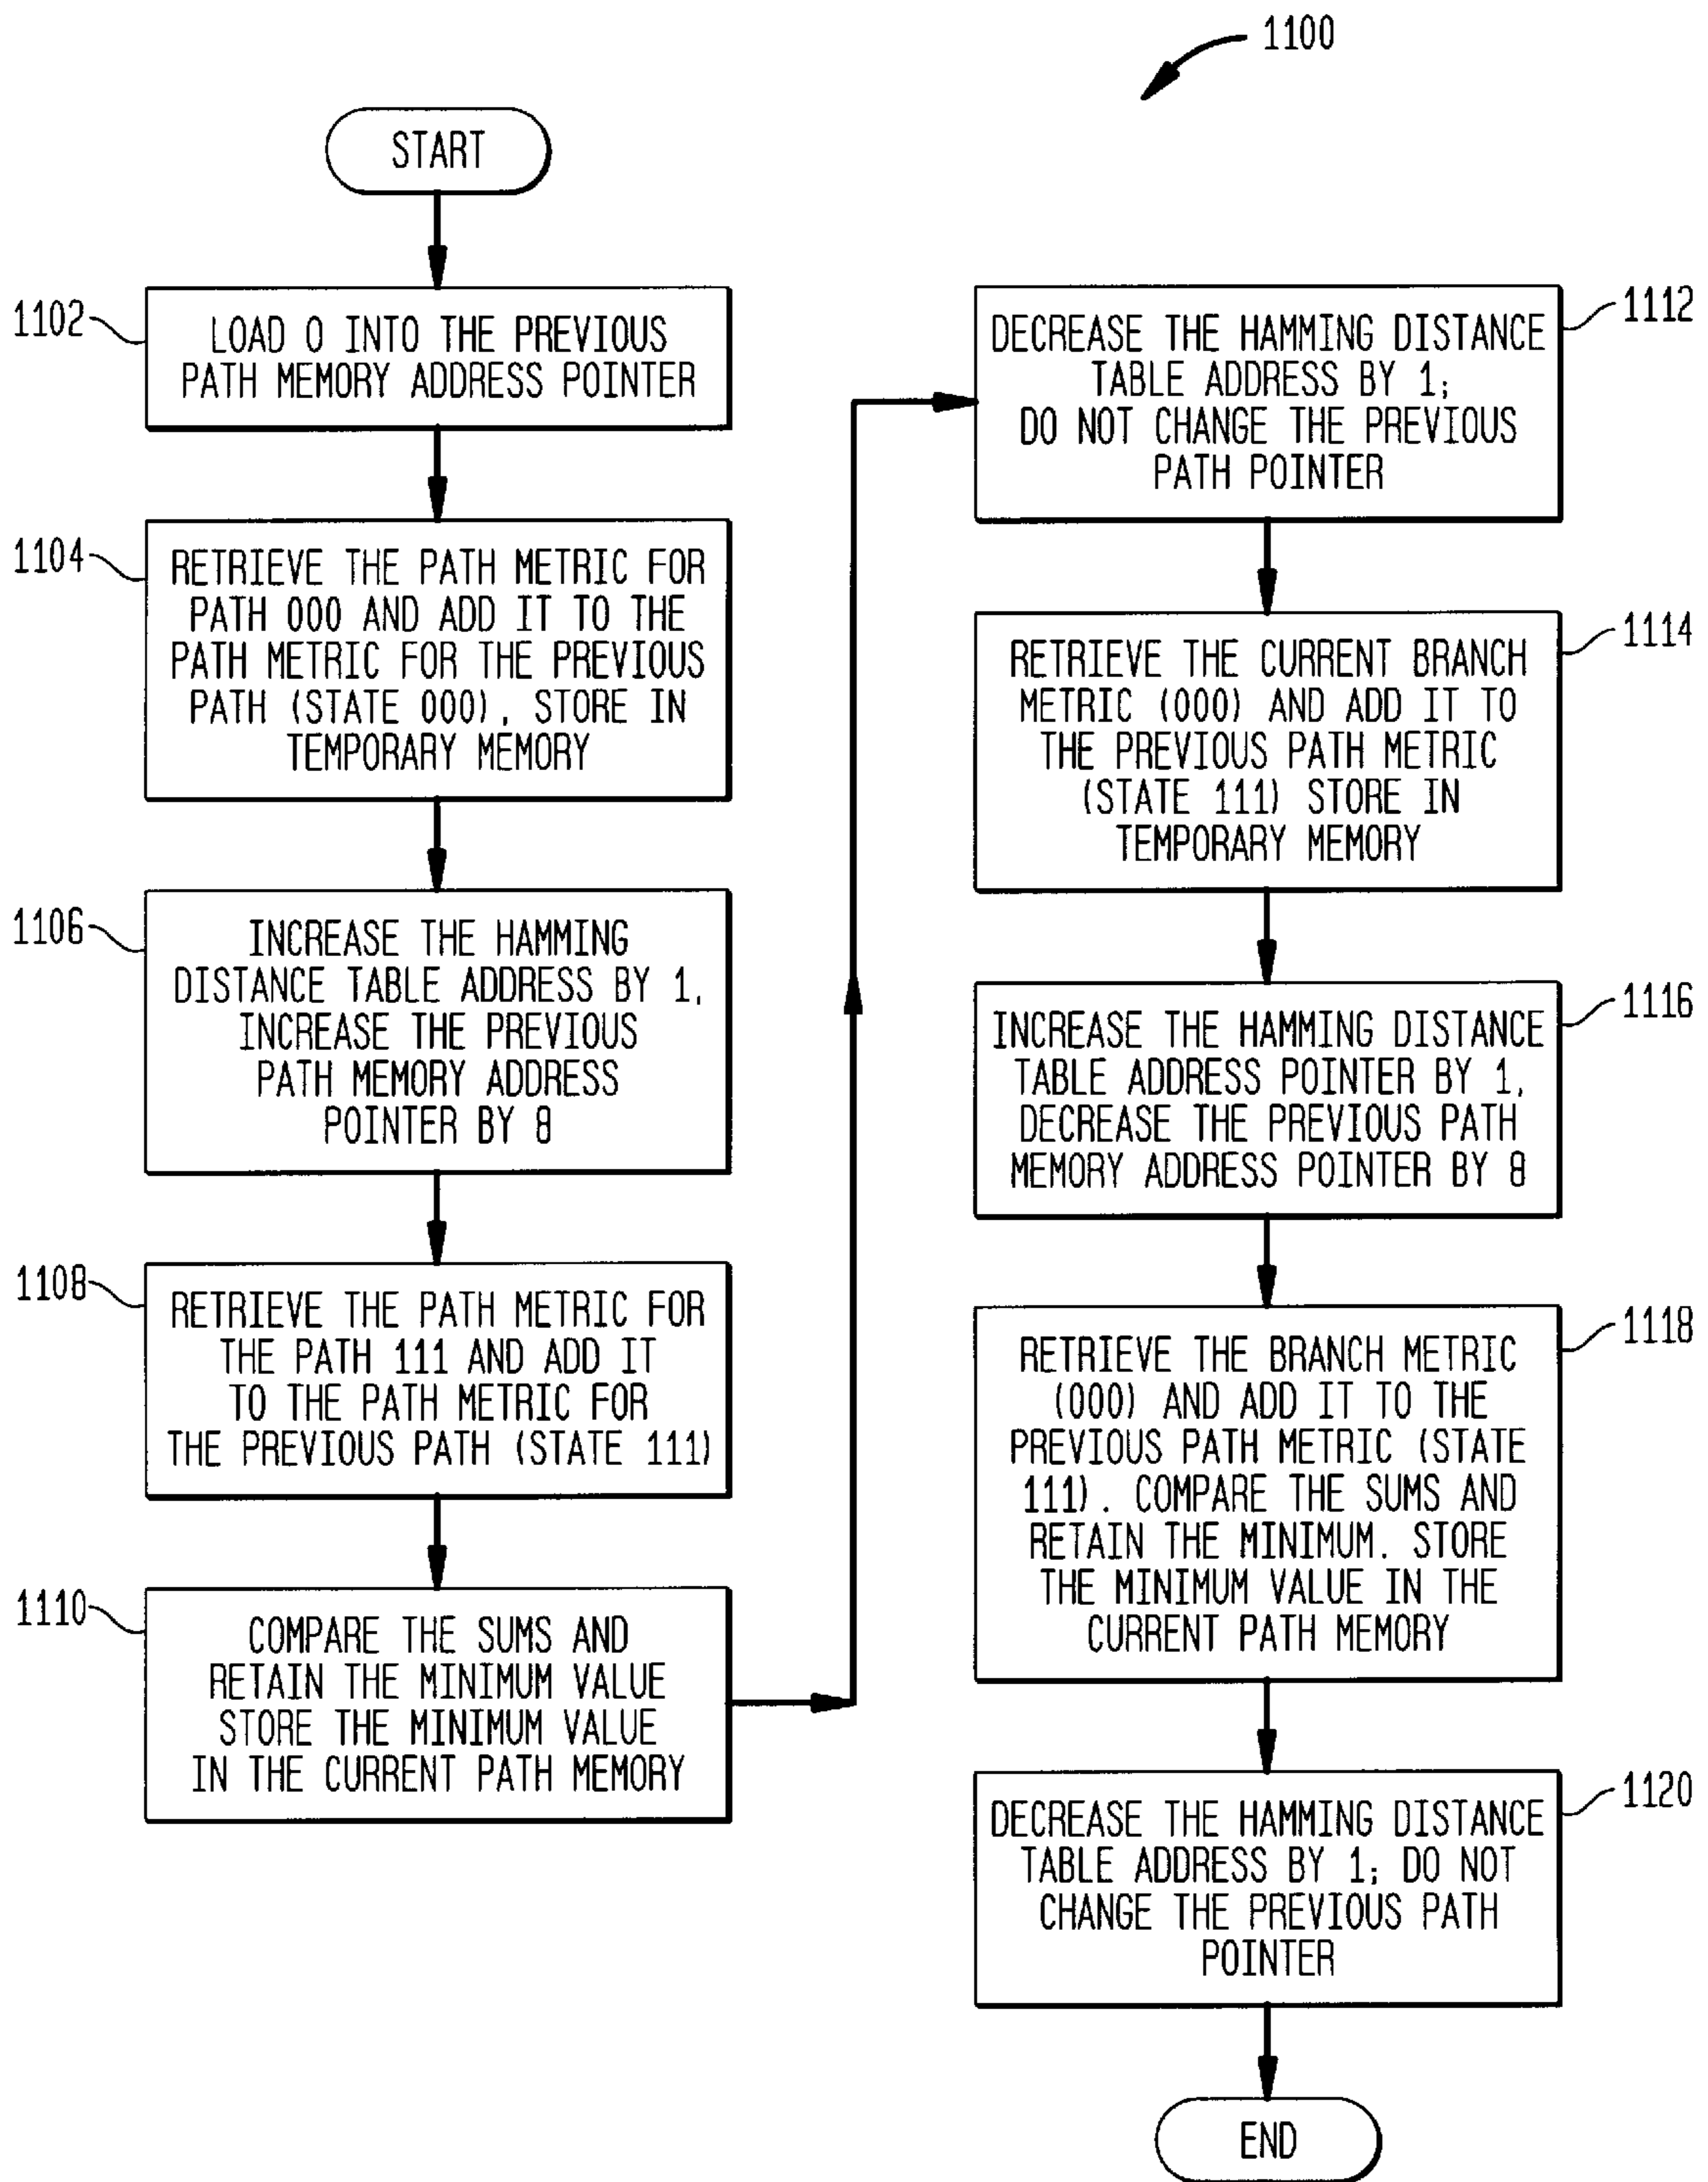 1100
START
1102
LOAD 0 INTO THE PREVIOUS
PATH MEMORY ADDRESS POINTER
1104
RETRIEVE THE PATH METRIC FOR
PATH 000 AND ADD IT TO THE
PATH METRIC FOR THE PREVIOUS
PATH (STATE 000), STORE IN
TEMPORARY MEMORY
1106
INCREASE THE HAMMING
DISTANCE TABLE ADDRESS BY 1,
INCREASE THE PREVIOUS
PATH MEMORY ADDRESS
POINTER BY 8
1108
RETRIEVE THE PATH METRIC FOR
THE PATH 111 AND ADD IT
TO THE PATH METRIC FOR
THE PREVIOUS PATH (STATE 111)
1110
COMPARE THE SUMS AND
RETAIN THE MINIMUM VALUE
STORE THE MINIMUM VALUE
IN THE CURRENT PATH MEMORY
1112
DECREASE THE HAMMING DISTANCE
TABLE ADDRESS BY 1;
DO NOT CHANGE THE PREVIOUS
PATH POINTER
1114
RETRIEVE THE CURRENT BRANCH
METRIC (000) AND ADD IT TO
THE PREVIOUS PATH METRIC
(STATE 111) STORE IN
TEMPORARY MEMORY
1116
INCREASE THE HAMMING DISTANCE
TABLE ADDRESS POINTER BY 1,
DECREASE THE PREVIOUS PATH
MEMORY ADDRESS POINTER BY 8
1118
RETRIEVE THE BRANCH METRIC
(000) AND ADD IT TO THE
PREVIOUS PATH METRIC (STATE
111). COMPARE THE SUMS AND
RETAIN THE MINIMUM. STORE
THE MINIMUM VALUE IN THE
CURRENT PATH MEMORY
1120
DECREASE THE HAMMING DISTANCE
TABLE ADDRESS BY 1; DO NOT
CHANGE THE PREVIOUS PATH
POINTER
END